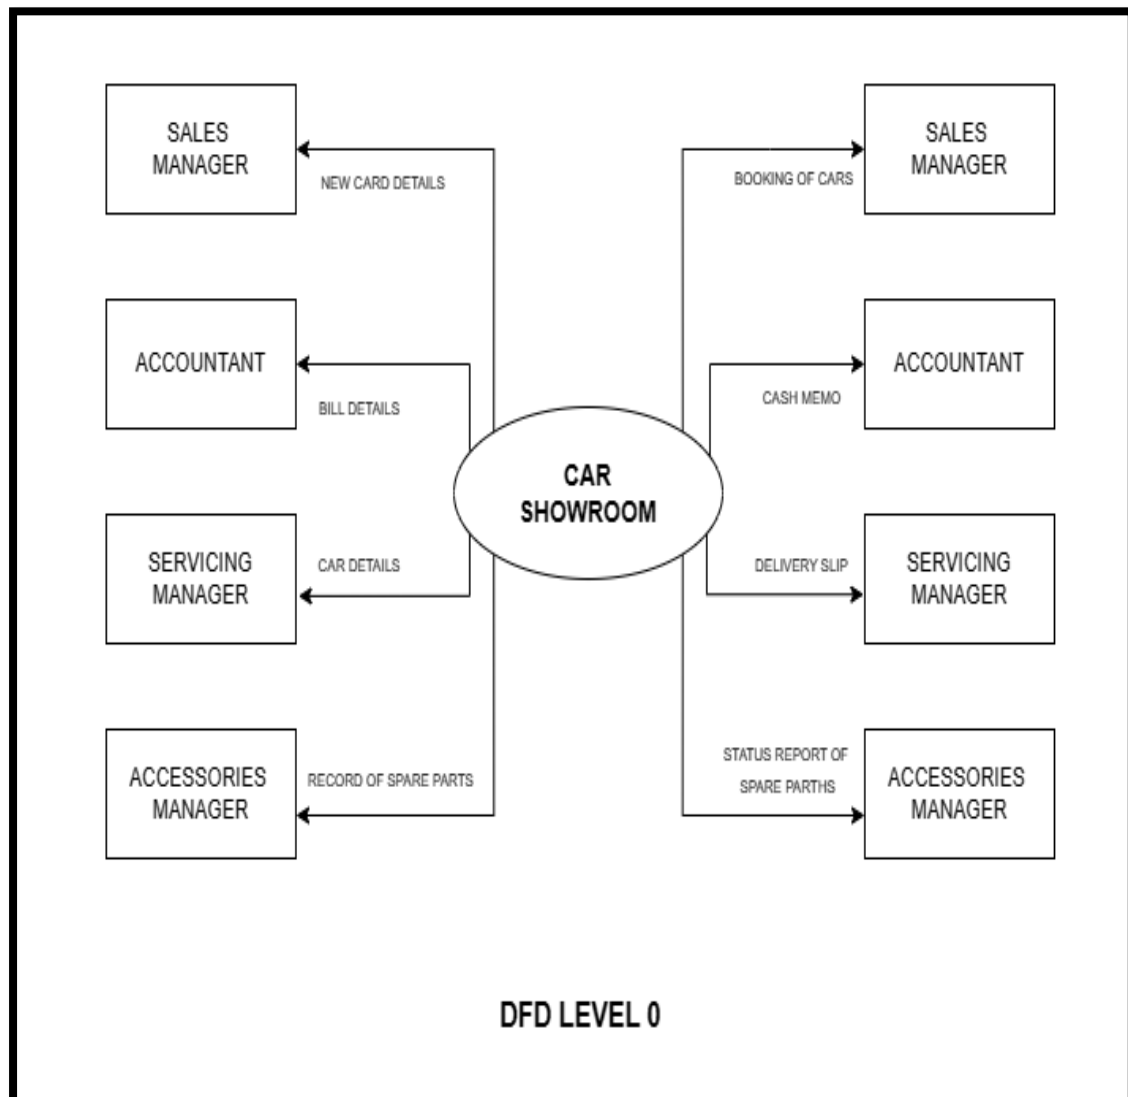 SALES
MANAGER
NEW CARD DETAILS
SALES
MANAGER
BOOKING OF CARS
ACCOUNTANT
BILL DETAILS
ACCOUNTANT
CASH MEMO
CAR
SHOWROOM
SERVICING
MANAGER
CAR DETAILS
DELIVERY SLIP
SERVICING
MANAGER
ACCESSORIES
MANAGER
RECORD OF SPARE PARTS
STATUS REPORT OF
SPARE PARTHS
ACCESSORIES
MANAGER
DFD LEVEL 0